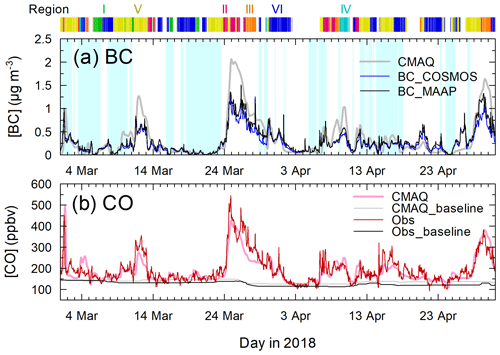 Region I V II III VI IV
2.5
2
1.5
1
0.5
0
[BC] (µg m⁻³)
(a) BC
CMAQ
BC_COSMOS
BC_MAAP
4 Mar 14 Mar 24 Mar 3 Apr 13 Apr 23 Apr
600
500
400
300
200
100
[CO] (ppbv)
(b) CO
CMAQ
CMAQ_baseline
Obs
Obs_baseline
4 Mar 14 Mar 24 Mar 3 Apr 13 Apr 23 Apr
Day in 2018